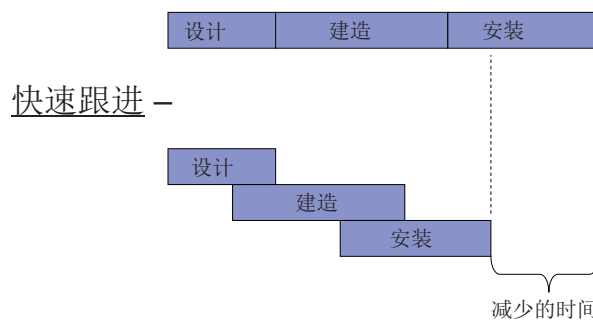 设计 建造 安装
快速跟进 –
设计
建造
安装
减少的时间